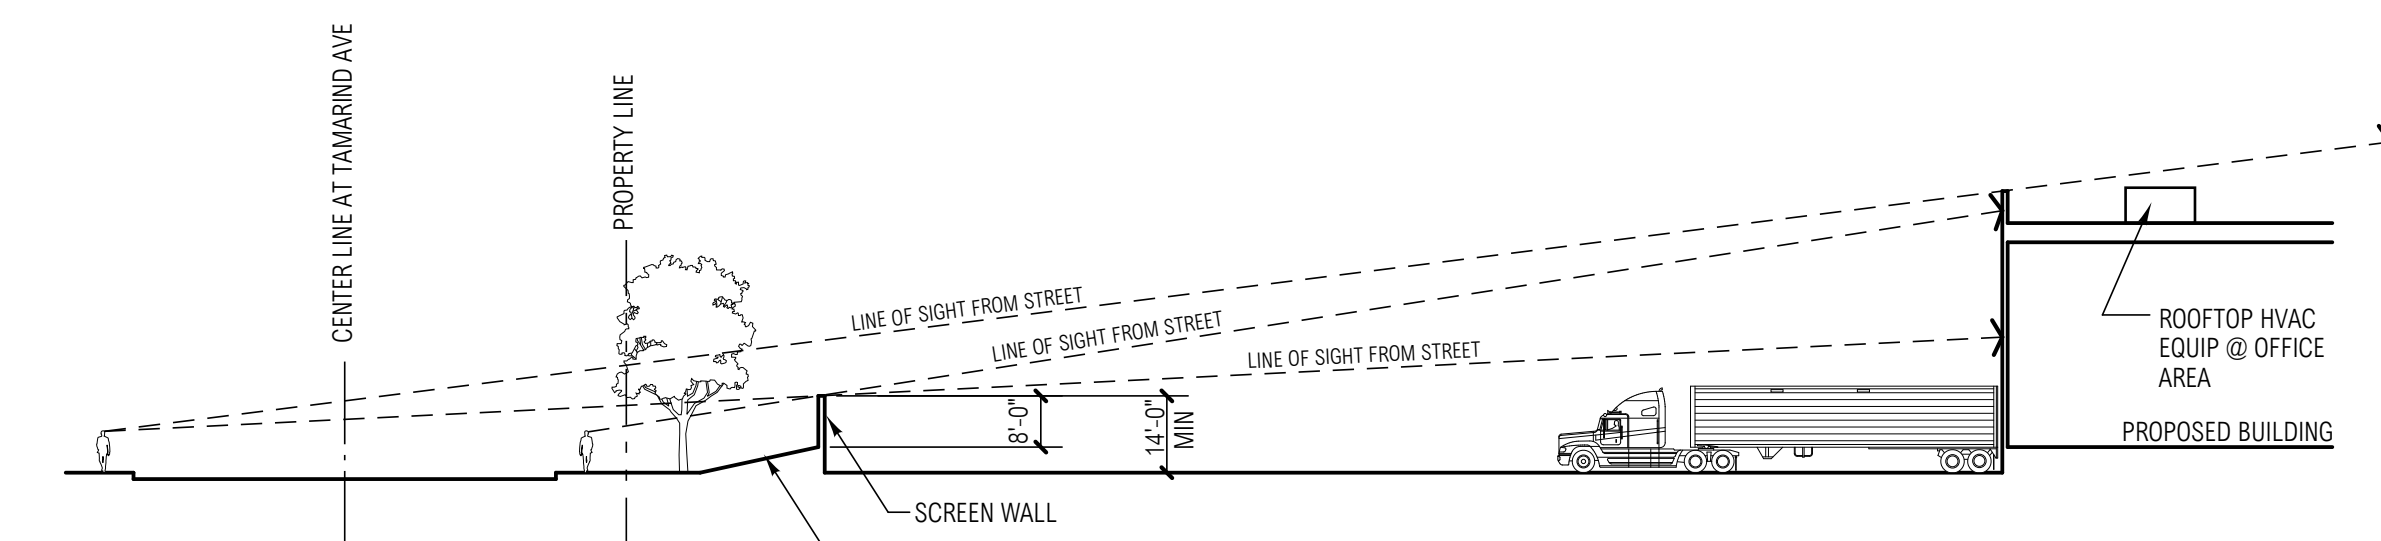 CENTER LINE AT TAMARIND AVE
PROPERTY LINE
LINE OF SIGHT FROM STREET
LINE OF SIGHT FROM STREET
LINE OF SIGHT FROM STREET
8'-0"
14'-0"
MIN
SCREEN WALL
ROOFTOP HVAC
EQUIP @ OFFICE
AREA
PROPOSED BUILDING